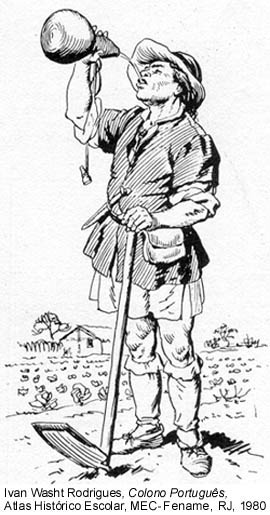 Ivan Washt Rodrigues, Colono Português,
Atlas Histórico Escolar, MEC-Fename, RJ, 1980